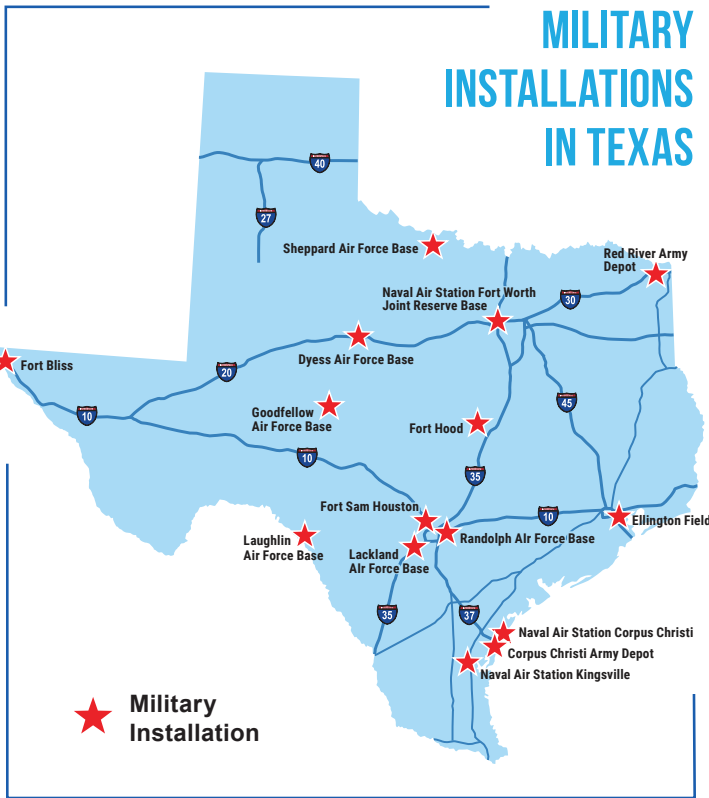 MILITARY
INSTALLATIONS
IN TEXAS
40
27
Sheppard Air Force Base
Red River Army
Depot
Naval Air Station Fort Worth
Joint Reserve Base
30
Dyess Air Force Base
Fort Bliss
20
10
Goodfellow
Air Force Base
45
Fort Hood
10
35
Fort Sam Houston
10
Ellington Field
Randolph AIr Force Base
Laughlin
Air Force Base
Lackland
AIr Force Base
35
37
Naval Air Station Corpus Christi
Corpus Christi Army Depot
Naval Air Station Kingsville
Military
Installation